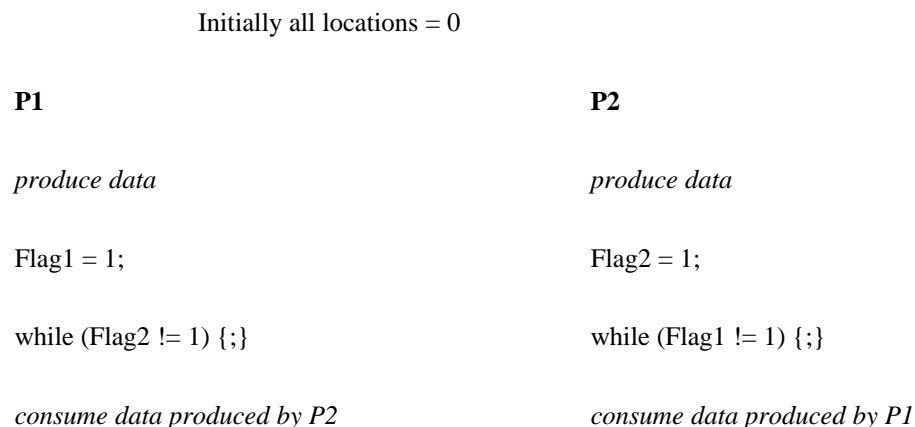 Initially all locations = 0
P1 P2
produce data produce data
Flag1 = 1; Flag2 = 1;
while (Flag2 != 1) {;} while (Flag1 != 1) {;}
consume data produced by P2 consume data produced by P1